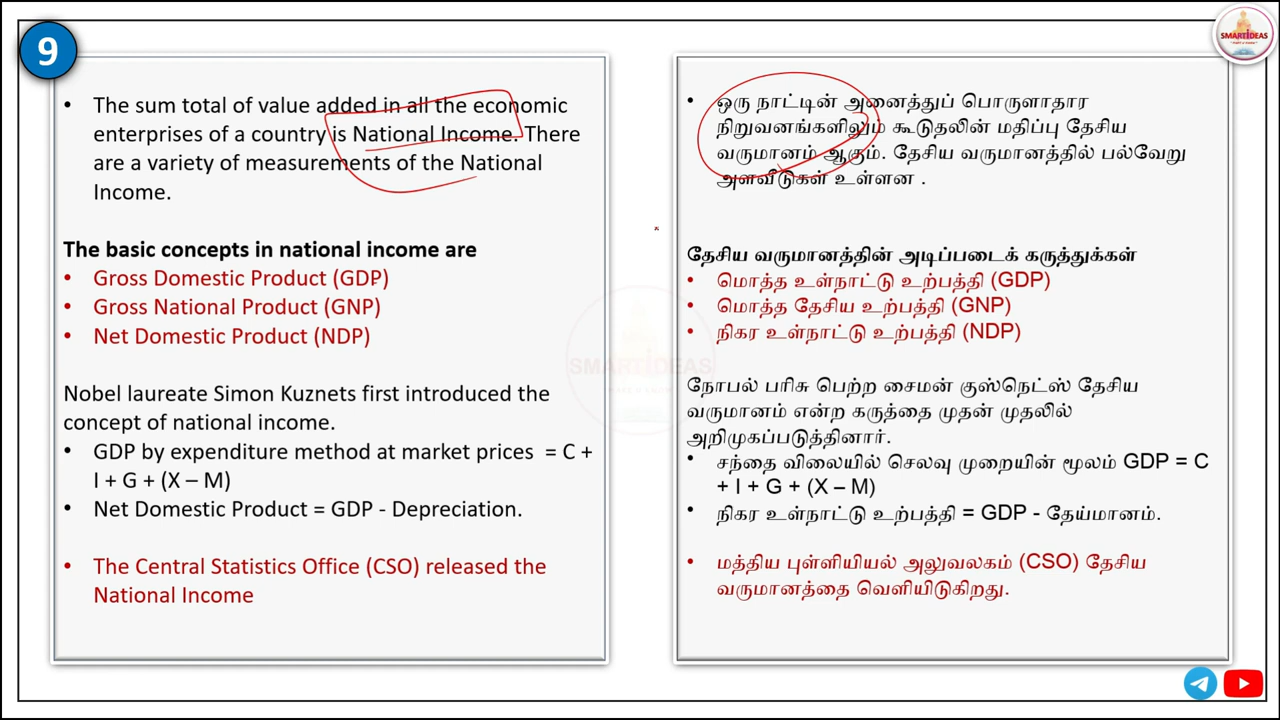 9
SMARTIDEAS
• The sum total of value added in all the economic
enterprises of a country is National Income. There
are a variety of measurements of the National
Income.
The basic concepts in national income are
• Gross Domestic Product (GDP)
• Gross National Product (GNP)
• Net Domestic Product (NDP)
Nobel laureate Simon Kuznets first introduced the
concept of national income.
• GDP by expenditure method at market prices = C +
I + G + (X – M)
• Net Domestic Product = GDP - Depreciation.
• The Central Statistics Office (CSO) released the
National Income
• ஒரு நாட்டின் அனைத்துப் பொருளாதார
நிறுவனங்களிலும் கூடுதலின் மதிப்பு தேசிய
வருமானம் ஆகும். தேசிய வருமானத்தில் பல்வேறு
அளவீடுகள் உள்ளன .
தேசிய வருமானத்தின் அடிப்படைக் கருத்துக்கள்
• மொத்த உள்நாட்டு உற்பத்தி (GDP)
• மொத்த தேசிய உற்பத்தி (GNP)
• நிகர உள்நாட்டு உற்பத்தி (NDP)
நோபல் பரிசு பெற்ற சைமன் குஸ்நெட்ஸ் தேசிய
வருமானம் என்ற கருத்தை முதன் முதலில்
அறிமுகப்படுத்தினார்.
• சந்தை விலையில் செலவு முறையின் மூலம் GDP = C
+ I + G + (X – M)
• நிகர உள்நாட்டு உற்பத்தி = GDP - தேய்மானம்.
• மத்திய புள்ளியியல் அலுவலகம் (CSO) தேசிய
வருமானத்தை வெளியிடுகிறது.
SMARTIDEAS